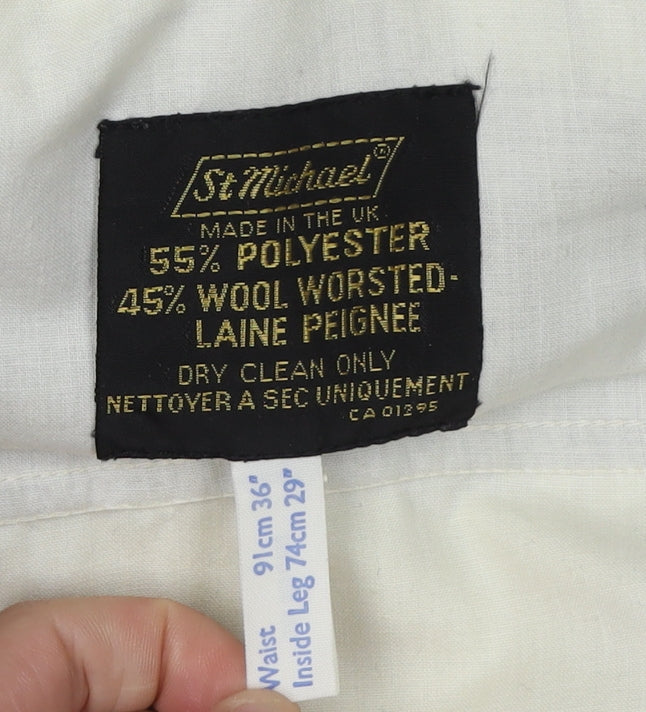 St Michael®
MADE IN THE UK
55% POLYESTER
45% WOOL WORSTED-
LAINE PEIGNEE
DRY CLEAN ONLY
NETTOYER A SEC UNIQUEMENT
CA 01395
Waist 91cm 36"
Inside Leg 74cm 29"